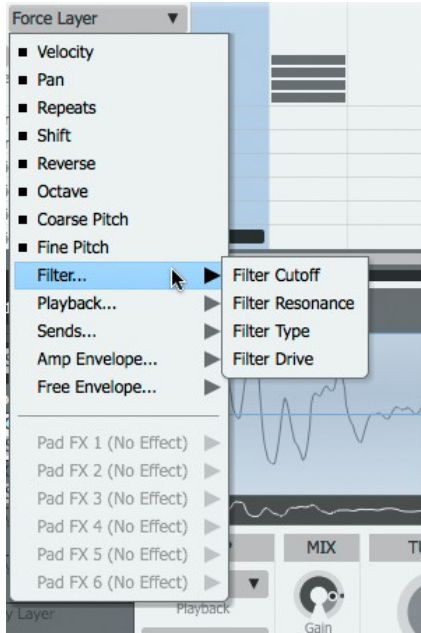 Force Layer
Velocity
Pan
Repeats
Shift
Reverse
Octave
Coarse Pitch
Fine Pitch
Filter...
Filter Cutoff
Filter Resonance
Filter Type
Filter Drive
Playback...
Sends...
Amp Envelope...
Free Envelope...
Pad FX 1 (No Effect)
Pad FX 2 (No Effect)
Pad FX 3 (No Effect)
Pad FX 4 (No Effect)
Pad FX 5 (No Effect)
Pad FX 6 (No Effect)
MIX
Layer
Playback
Gain